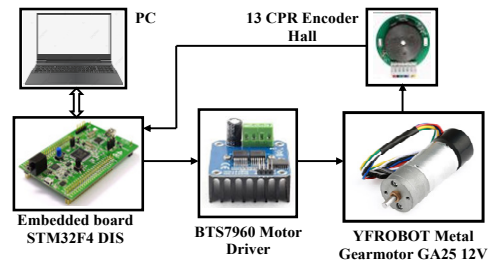 PC
13 CPR Encoder
Hall
Embedded board
STM32F4 DIS
BTS7960 Motor
Driver
YFROBOT Metal
Gearmotor GA25 12V